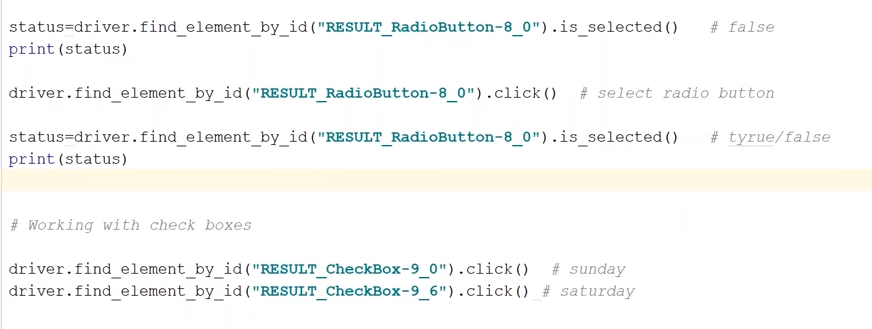 status=driver.find_element_by_id("RESULT_RadioButton-8_0").is_selected()   # false
print(status)
driver.find_element_by_id("RESULT_RadioButton-8_0").click()  # select radio button
status=driver.find_element_by_id("RESULT_RadioButton-8_0").is_selected()   # tyrue/false
print(status)
# Working with check boxes
driver.find_element_by_id("RESULT_CheckBox-9_0").click()  # sunday
driver.find_element_by_id("RESULT_CheckBox-9_6").click() # saturday